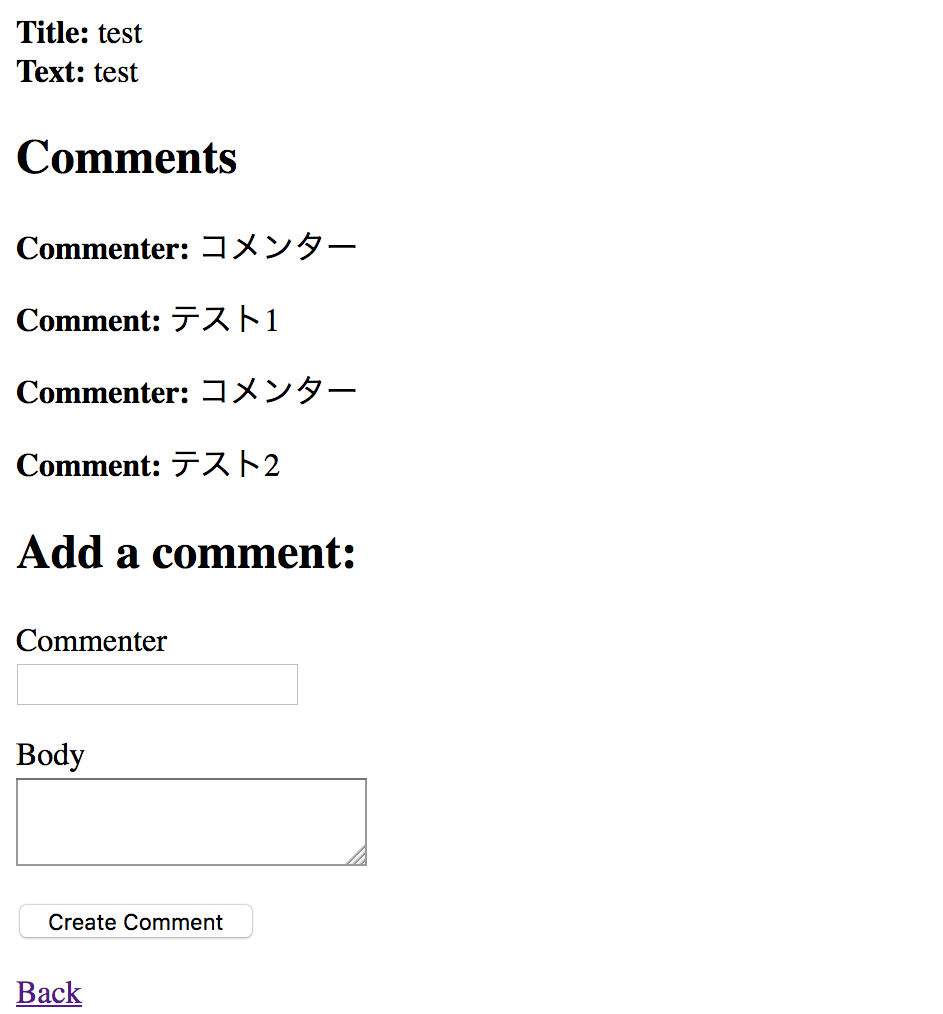 Title: test
Text: test
Comments
Commenter: コメンター
Comment: テスト1
Commenter: コメンター
Comment: テスト2
Add a comment:
Commenter
Body
Create Comment
Back